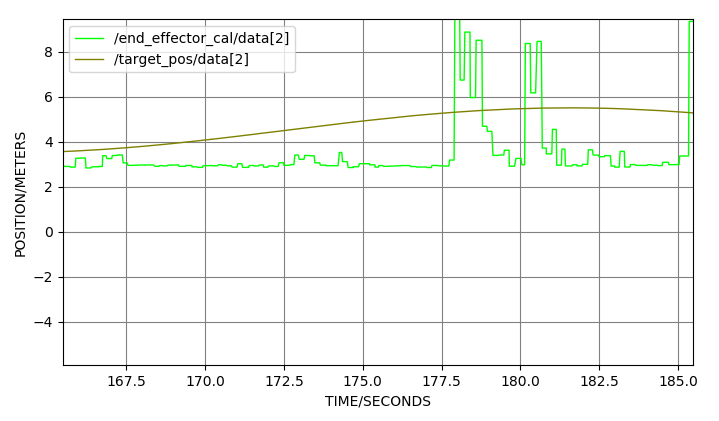 /end_effector_cal/data[2]
/target_pos/data[2]
8
6
4
2
0
−2
−4
POSITION/METERS
167.5 170.0 172.5 175.0 177.5 180.0 182.5 185.0
TIME/SECONDS